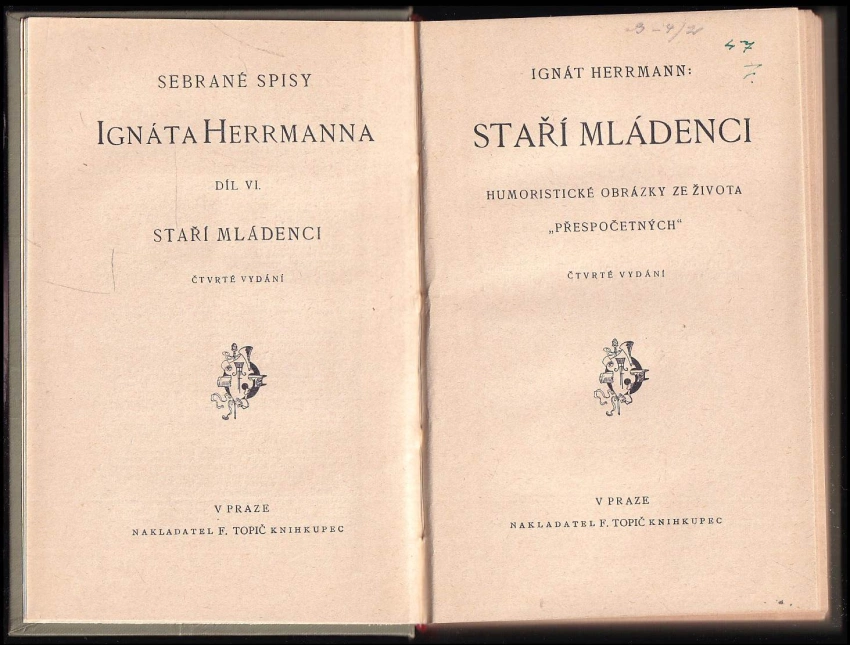 SEBRANÉ SPISY
IGNÁTA HERRMANNA
DÍL VI.
STAŘÍ MLÁDENCI
ČTVRTÉ VYDÁNÍ
V PRAZE
NAKLADATEL F. TOPIČ KNIHKUPEC
IGNÁT HERRMANN:
STAŘÍ MLÁDENCI
HUMORISTICKÉ OBRÁZKY ZE ŽIVOTA
„PŘESPOČETNÝCH“
ČTVRTÉ VYDÁNÍ
V PRAZE
NAKLADATEL F. TOPIČ KNIHKUPEC